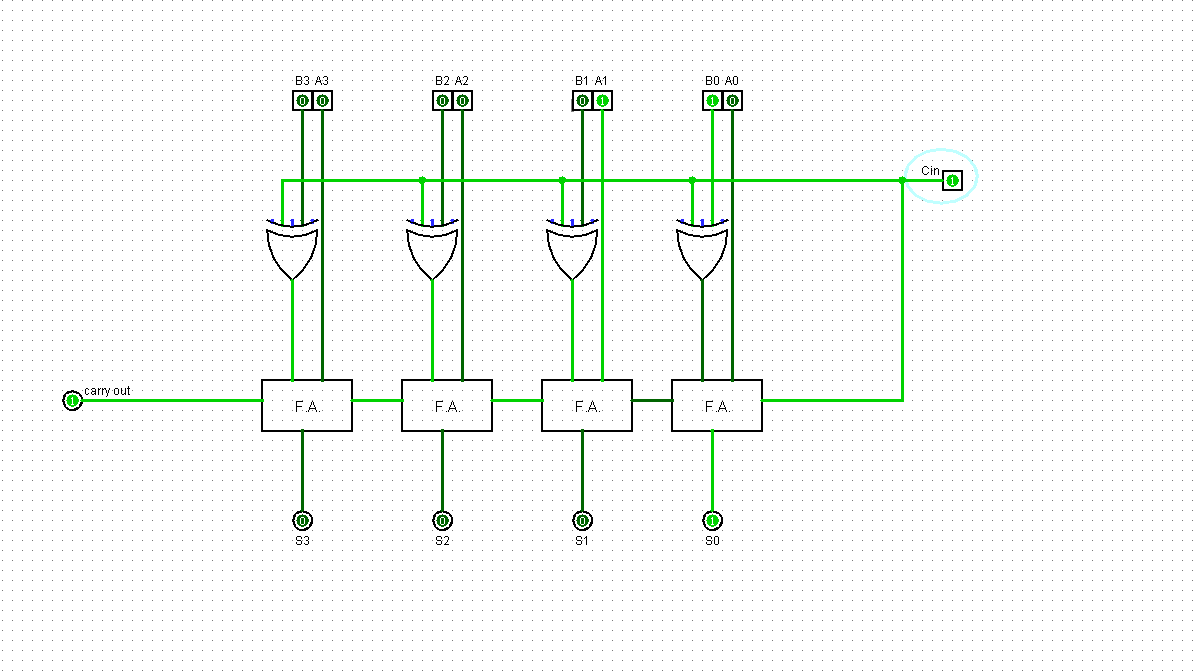 B3 A3 B2 A2 B1 A1 B0 A0
0 0 0 0 0 1 1 0
Cin 1
carry out
1 F.A. F.A. F.A. F.A.
0 0 0 1
S3 S2 S1 S0